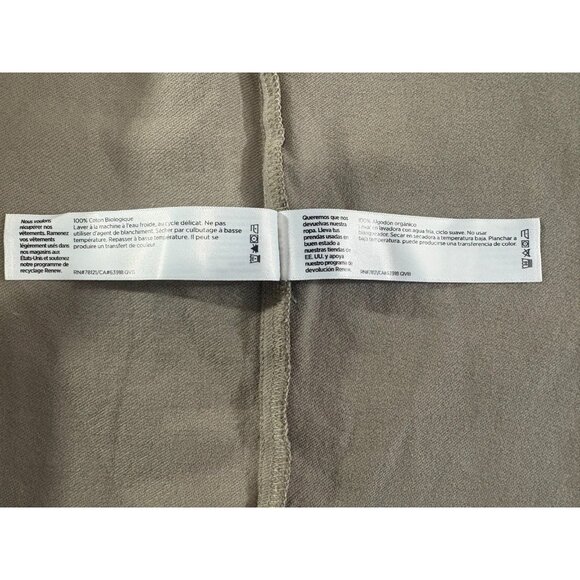 Nous voulons
récupérer nos
vêtements. Ramenez
vos vêtements
légèrement usés dans
nos magasins aux
États-Unis et soutenez
notre programme de
recyclage Renew.
100% Coton Biologique
Laver à la machine à l'eau froide, au cycle délicat. Ne pas
utiliser d'agent de blanchiment. Sécher par culbutage à basse
température. Repasser à basse température. Il peut se
produire un transfert de couleur.
RN#78121/CA#53918 QVB
Queremos que nos
devuelvas nuestra
ropa. Lleva tus
prendas usadas en
buen estado a
nuestras tiendas de
EE. UU. y apoya
nuestro programa de
devolución Renew.
100% Algodón orgánico
Lavar en lavadora con agua fría, ciclo suave. No usar
blanqueador. Secar en secadora a temperatura baja. Planchar a
baja temperatura. puede producirse una transferencia de color.
RN#78121/CA#53918 QVB